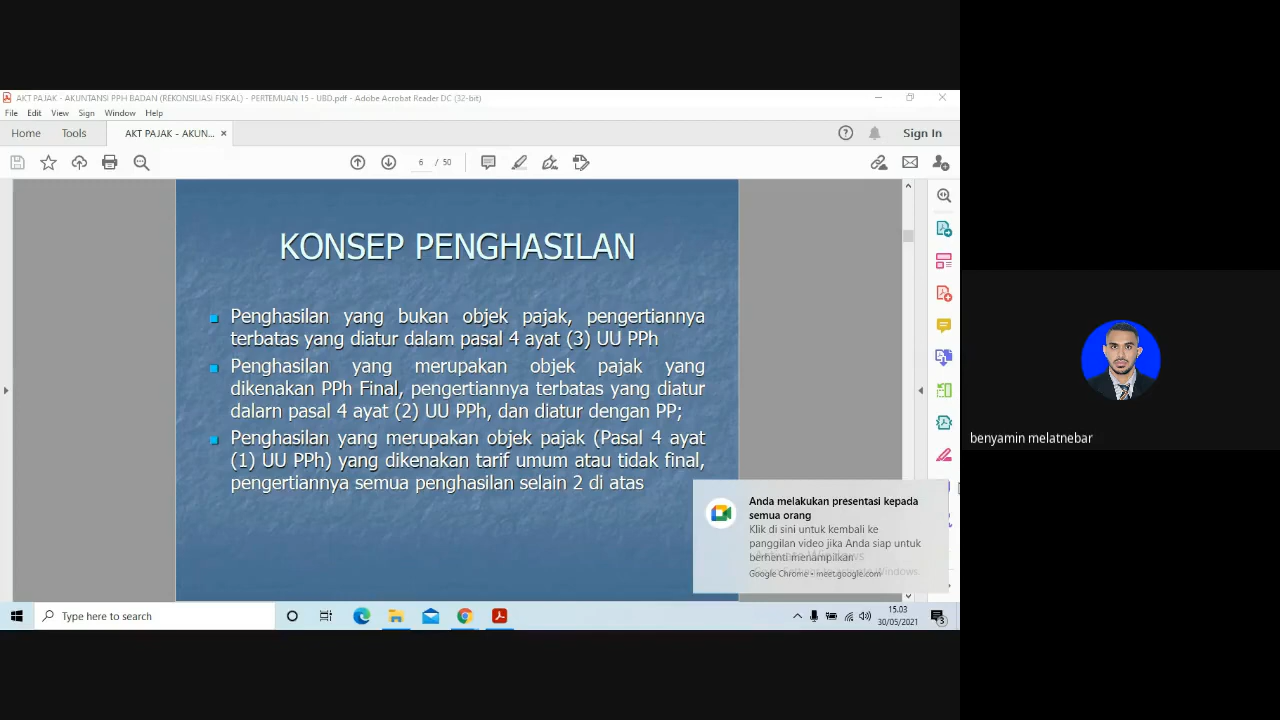 AKT PAJAK - AKUNTANSI PPH BADAN (REKONSILIASI FISKAL) - PERTEMUAN 15 - UBD.pdf - Adobe Acrobat Reader DC (32-bit)
File Edit View Sign Window Help
Home Tools AKT PAJAK - AKUN... × Sign In
6 / 50
KONSEP PENGHASILAN
Penghasilan yang bukan objek pajak, pengertiannya
terbatas yang diatur dalam pasal 4 ayat (3) UU PPh
Penghasilan yang merupakan objek pajak yang
dikenakan PPh Final, pengertiannya terbatas yang diatur
dalarn pasal 4 ayat (2) UU PPh, dan diatur dengan PP;
Penghasilan yang merupakan objek pajak (Pasal 4 ayat
(1) UU PPh) yang dikenakan tarif umum atau tidak final,
pengertiannya semua penghasilan selain 2 di atas
benyamin melatnebar
Anda melakukan presentasi kepada
semua orang
Klik di sini untuk kembali ke
panggilan video jika Anda siap untuk
berhenti menampilkan
Google Chrome • meet.google.com
Type here to search
15.03
30/05/2021
3